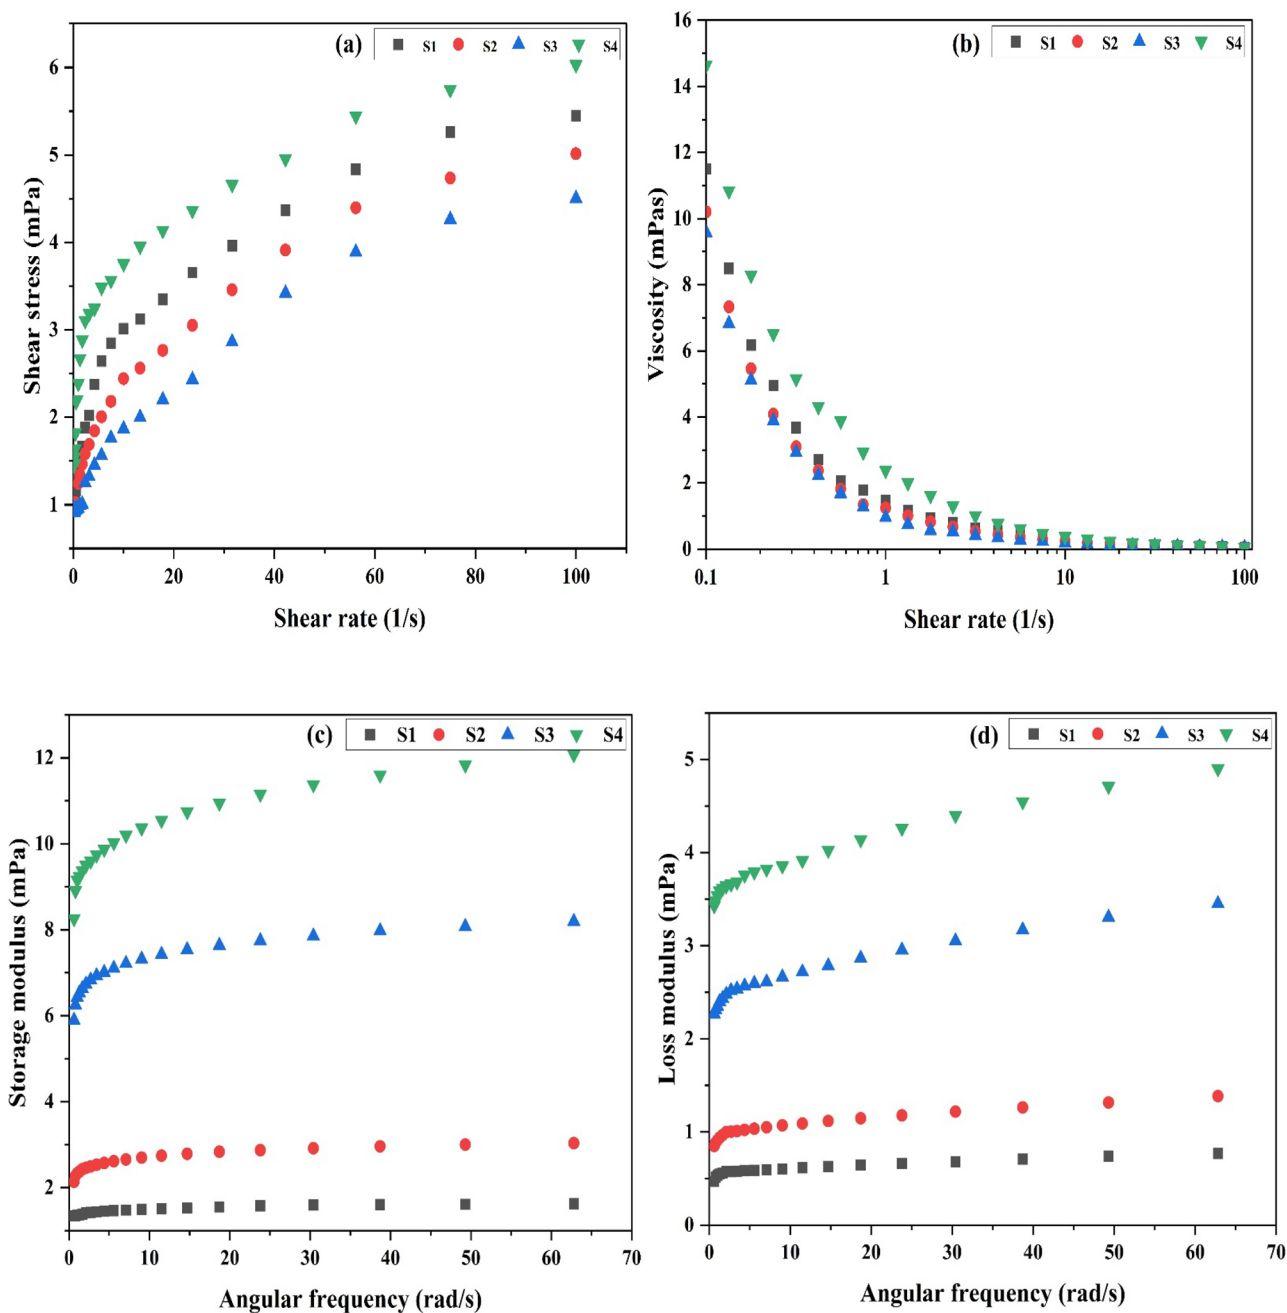 (a) S1 S2 S3 S4
6
5
4
3
2
1
0 20 40 60 80 100
Shear stress (mPa)
Shear rate (1/s)
(b) S1 S2 S3 S4
16
14
12
10
8
6
4
2
0
0.1 1 10 100
Viscosity (mPas)
Shear rate (1/s)
(c) S1 S2 S3 S4
12
10
8
6
4
2
0 10 20 30 40 50 60 70
Storage modulus (mPa)
Angular frequency (rad/s)
(d) S1 S2 S3 S4
5
4
3
2
1
0
0 10 20 30 40 50 60 70
Loss modulus (mPa)
Angular frequency (rad/s)